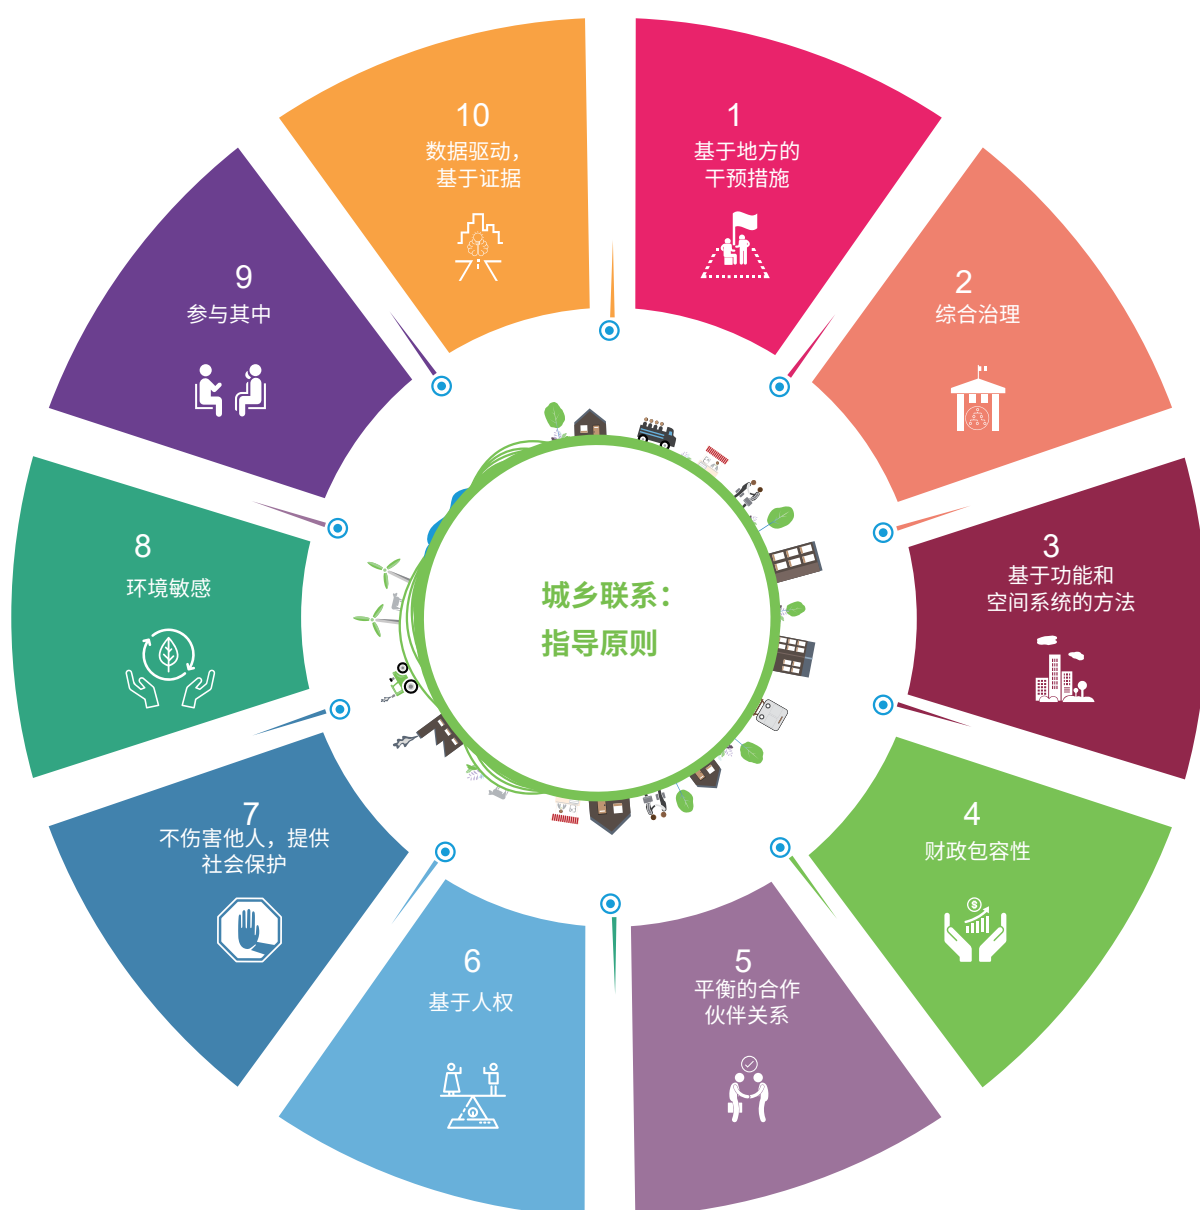 城乡联系：
指导原则
1
基于地方的
干预措施
2
综合治理
3
基于功能和
空间系统的方法
4
财政包容性
5
平衡的合作
伙伴关系
6
基于人权
7
不伤害他人，提供
社会保护
8
环境敏感
9
参与其中
10
数据驱动，
基于证据
$